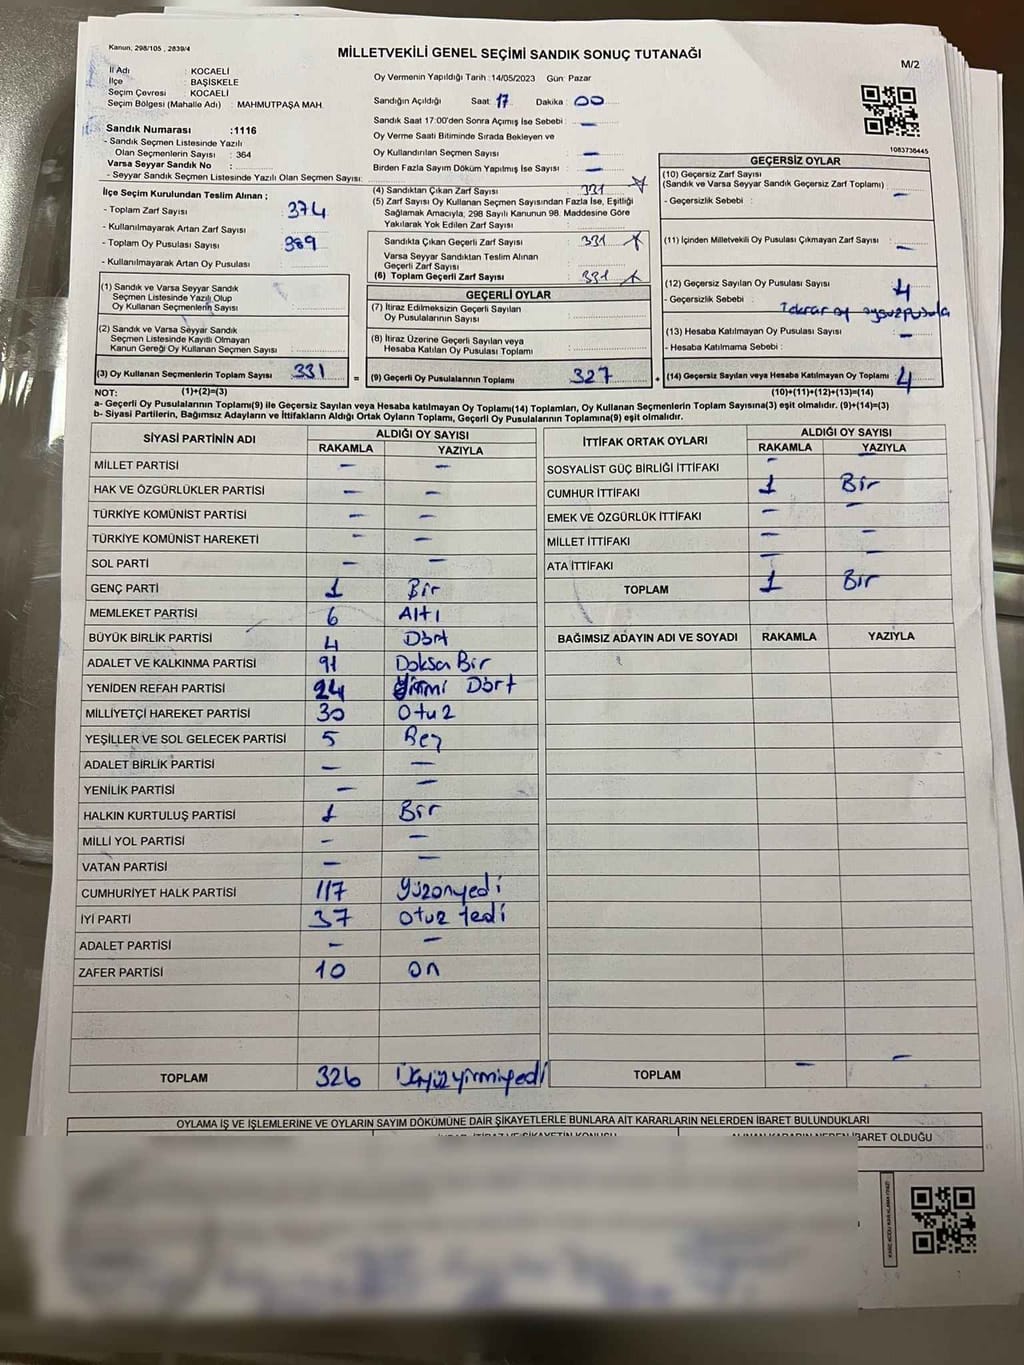 Kanun: 298/105 , 2839/4
MİLLETVEKİLİ GENEL SEÇİMİ SANDIK SONUÇ TUTANAĞI
M/2
İl Adı : KOCAELİ
İlçe : BAŞİSKELE
Seçim Çevresi : KOCAELİ
Seçim Bölgesi (Mahalle Adı) : MAHMUTPAŞA MAH.
Sandık Numarası :1116
- Sandık Seçmen Listesinde Yazılı
Olan Seçmenlerin Sayısı : 364
Varsa Seyyar Sandık No :
- Seyyar Sandık Seçmen Listesinde Yazılı Olan Seçmen Sayısı:
İlçe Seçim Kurulundan Teslim Alınan ;
- Toplam Zarf Sayısı : 374
- Kullanılmayarak Artan Zarf Sayısı :
- Toplam Oy Pusulası Sayısı : 389
- Kullanılmayarak Artan Oy Pusulası :
Oy Vermenin Yapıldığı Tarih :14/05/2023 Gün: Pazar
Sandığın Açıldığı Saat: 17 Dakika : 00
Sandık Saat 17:00'den Sonra Açımış İse Sebebi : —
Oy Verme Saati Bitiminde Sırada Bekleyen ve
Oy Kullandırılan Seçmen Sayısı : —
Birden Fazla Sayım Döküm Yapılmış İse Sayısı : —
(4) Sandıktan Çıkan Zarf Sayısı : 331
(5) Zarf Sayısı Oy Kullanan Seçmen Sayısından Fazla İse, Eşitliği
Sağlamak Amacıyla; 298 Sayılı Kanunun 98. Maddesine Göre
Yakılarak Yok Edilen Zarf Sayısı :
Sandıkta Çıkan Geçerli Zarf Sayısı : 331
Varsa Seyyar Sandıktan Teslim Alınan
Geçerli Zarf Sayısı :
(6) Toplam Geçerli Zarf Sayısı : 331
1083738445
GEÇERSİZ OYLAR
(10) Geçersiz Zarf Sayısı
(Sandık ve Varsa Seyyar Sandık Geçersiz Zarf Toplamı) : —
- Geçersizlik Sebebi :
(11) İçinden Milletvekili Oy Pusulası Çıkmayan Zarf Sayısı : —
(12) Geçersiz Sayılan Oy Pusulası Sayısı : 4
- Geçersizlik Sebebi :
(13) Hesaba Katılmayan Oy Pusulası Sayısı : —
- Hesaba Katılmama Sebebi :
(14) Geçersiz Sayılan veya Hesaba Katılmayan Oy Toplamı : 4
(1) Sandık ve Varsa Seyyar Sandık
Seçmen Listesinde Yazılı Olup
Oy Kullanan Seçmenlerin Sayısı :
(2) Sandık ve Varsa Seyyar Sandık
Seçmen Listesinde Kayıtlı Olmayan
Kanun Gereği Oy Kullanan Seçmen Sayısı :
(3) Oy Kullanan Seçmenlerin Toplam Sayısı : 331
GEÇERLİ OYLAR
(7) İtiraz Edilmeksizin Geçerli Sayılan
Oy Pusulalarının Sayısı :
(8) İtiraz Üzerine Geçerli Sayılan veya
Hesaba Katılan Oy Pusulası Toplamı :
= (9) Geçerli Oy Pusulalarının Toplamı : 327 +
NOT: (1)+(2)=(3) (10)+(11)+(12)+(13)=(14)
a- Geçerli Oy Pusulalarının Toplamı(9) ile Geçersiz Sayılan veya Hesaba katılmayan Oy Toplamı(14) Toplamları, Oy Kullanan Seçmenlerin Toplam Sayısına(3) eşit olmalıdır. (9)+(14)=(3)
b- Siyasi Partilerin, Bağımsız Adayların ve İttifakların Aldığı Ortak Oyların Toplamı, Geçerli Oy Pusulalarının Toplamına(9) eşit olmalıdır.
SİYASİ PARTİNİN ADI ALDIĞI OY SAYISI
RAKAMLA YAZIYLA
MİLLET PARTİSİ — —
HAK VE ÖZGÜRLÜKLER PARTİSİ — —
TÜRKİYE KOMÜNİST PARTİSİ — —
TÜRKİYE KOMÜNİST HAREKETİ - —
SOL PARTİ — —
GENÇ PARTİ 1 Bir
MEMLEKET PARTİSİ 6 Altı
BÜYÜK BİRLİK PARTİSİ 4 Dört
ADALET VE KALKINMA PARTİSİ 91 Doksan Bir
YENİDEN REFAH PARTİSİ 24 Yirmi Dört
MİLLİYETÇİ HAREKET PARTİSİ 30 Otuz
YEŞİLLER VE SOL GELECEK PARTİSİ 5 Beş
ADALET BİRLİK PARTİSİ — —
YENİLİK PARTİSİ — —
HALKIN KURTULUŞ PARTİSİ 1 Bir
MİLLİ YOL PARTİSİ - —
VATAN PARTİSİ — —
CUMHURİYET HALK PARTİSİ 117 Yüzonyedi
İYİ PARTİ 37 Otuz Yedi
ADALET PARTİSİ - —
ZAFER PARTİSİ 10 On
TOPLAM 326 Üçyüzyirmiyedi
İTTİFAK ORTAK OYLARI ALDIĞI OY SAYISI
RAKAMLA YAZIYLA
SOSYALİST GÜÇ BİRLİĞİ İTTİFAKI -
CUMHUR İTTİFAKI 1 Bir
EMEK VE ÖZGÜRLÜK İTTİFAKI — —
MİLLET İTTİFAKI — —
ATA İTTİFAKI — —
TOPLAM 1 Bir
BAĞIMSIZ ADAYIN ADI VE SOYADI RAKAMLA YAZIYLA
TOPLAM — —
OYLAMA İŞ VE İŞLEMLERİNE VE OYLARIN SAYIM DÖKÜMÜNE DAİR ŞİKAYETLERLE BUNLARA AİT KARARLARIN NELERDEN İBARET BULUNDUKLARI
İBARET OLDUĞU